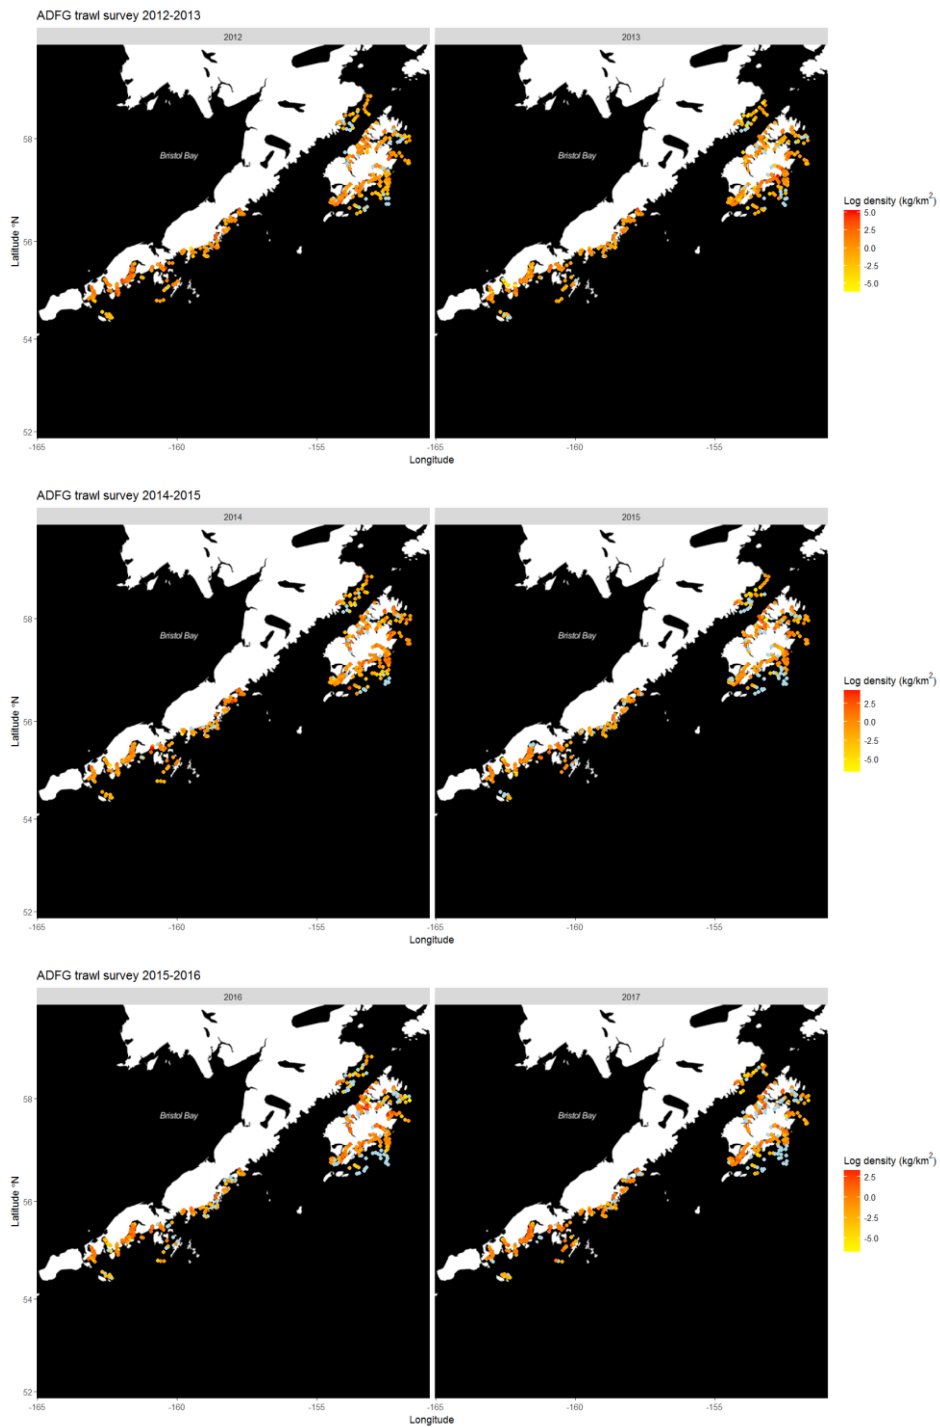 ADFG trawl survey 2012-2013
2012
2013
58
56
54
52
Latitude °N
Bristol Bay
Bristol Bay
-165
-160
-155
-165
-160
-155
Longitude
Log density (kg/km²)
5.0
2.5
0.0
-2.5
-5.0
ADFG trawl survey 2014-2015
2014
2015
58
56
54
52
Latitude °N
Bristol Bay
Bristol Bay
-165
-160
-155
-165
-160
-155
Longitude
Log density (kg/km²)
2.5
0.0
-2.5
-5.0
ADFG trawl survey 2015-2016
2016
2017
58
56
54
52
Latitude °N
Bristol Bay
Bristol Bay
-165
-160
-155
-165
-160
-155
Longitude
Log density (kg/km²)
2.5
0.0
-2.5
-5.0